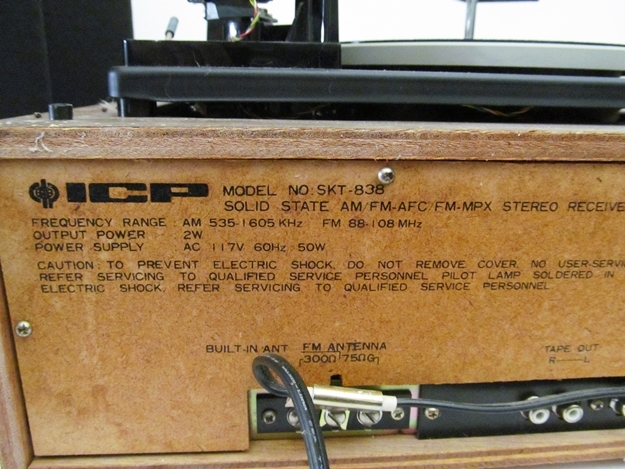 ICP MODEL NO: SKT-838
SOLID STATE AM/FM-AFC/FM-MPX STEREO RECEIVE
FREQUENCY RANGE AM 535-1605 KHz FM 88-108 MHz
OUTPUT POWER 2W
POWER SUPPLY AC 117V 60Hz 50W
CAUTION: TO PREVENT ELECTRIC SHOCK, DO NOT REMOVE COVER, NO USER-SERVIC
REFER SERVICING TO QUALIFIED SERVICE PERSONNEL PILOT LAMP SOLDERED IN
ELECTRIC SHOCK, REFER SERVICING TO QUALIFIED SERVICE PERSONNEL
BUILT-IN ANT FM ANTENNA
300Ω 75Ω G
TAPE OUT
R L